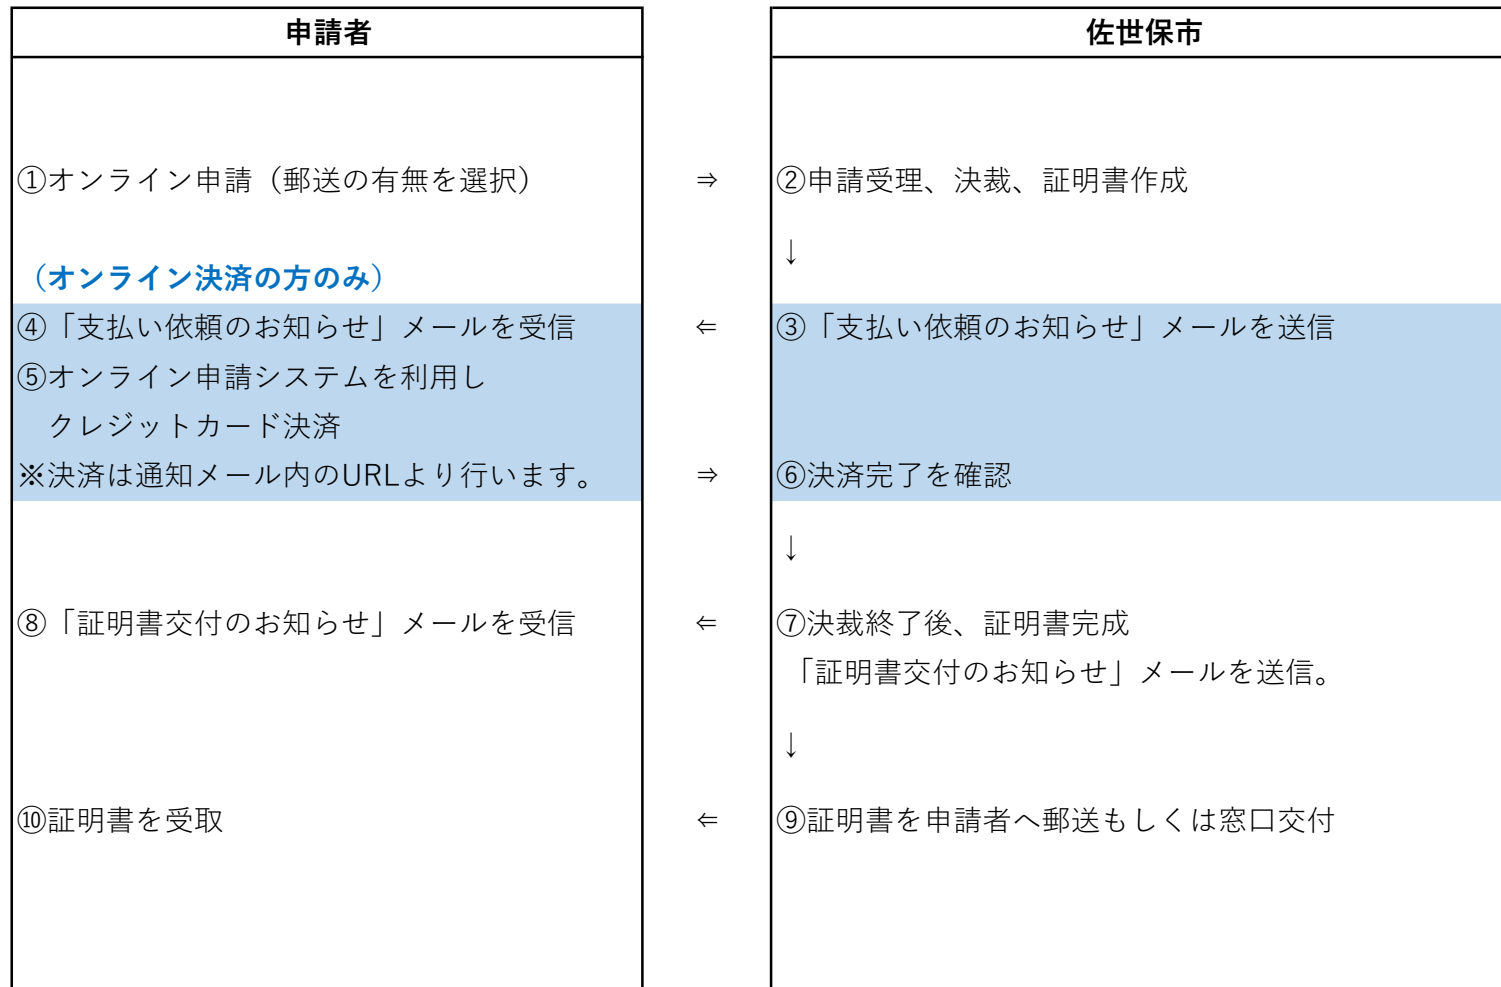 申請者
佐世保市
①オンライン申請（郵送の有無を選択）
⇒
②申請受理、決裁、証明書作成
↓
（オンライン決済の方のみ）
④「支払い依頼のお知らせ」メールを受信
⇐
③「支払い依頼のお知らせ」メールを送信
⑤オンライン申請システムを利用し
クレジットカード決済
※決済は通知メール内のURLより行います。
⇒
⑥決済完了を確認
↓
⑧「証明書交付のお知らせ」メールを受信
⇐
⑦決裁終了後、証明書完成
「証明書交付のお知らせ」メールを送信。
↓
⑩証明書を受取
⇐
⑨証明書を申請者へ郵送もしくは窓口交付